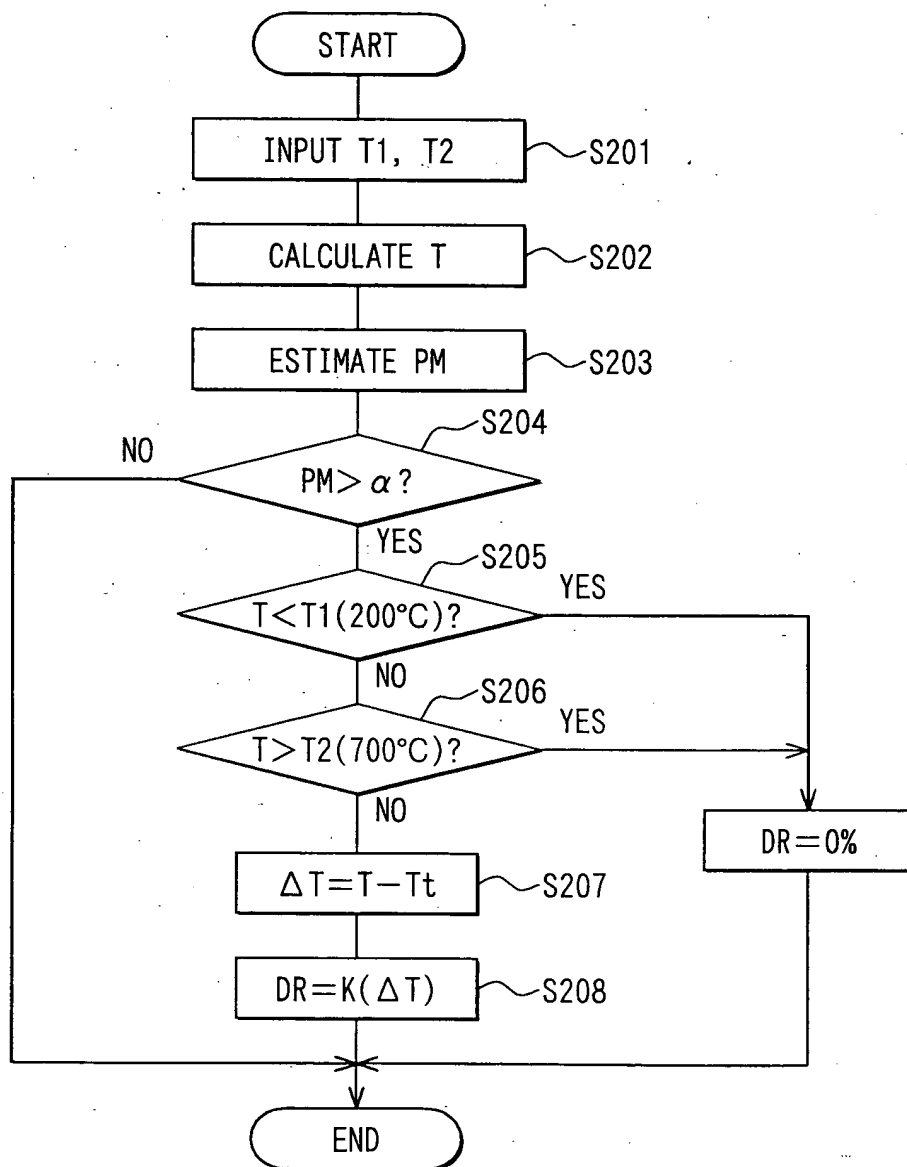 START
INPUT T1, T2
S201
CALCULATE T
S202
ESTIMATE PM
S203
S204
NO
PM> α?
YES
S205
YES
T<T1(200°C)?
NO
S206
YES
T>T2(700°C)?
NO
DR=0%
ΔT=T−Tt
S207
DR=K(ΔT)
S208
END